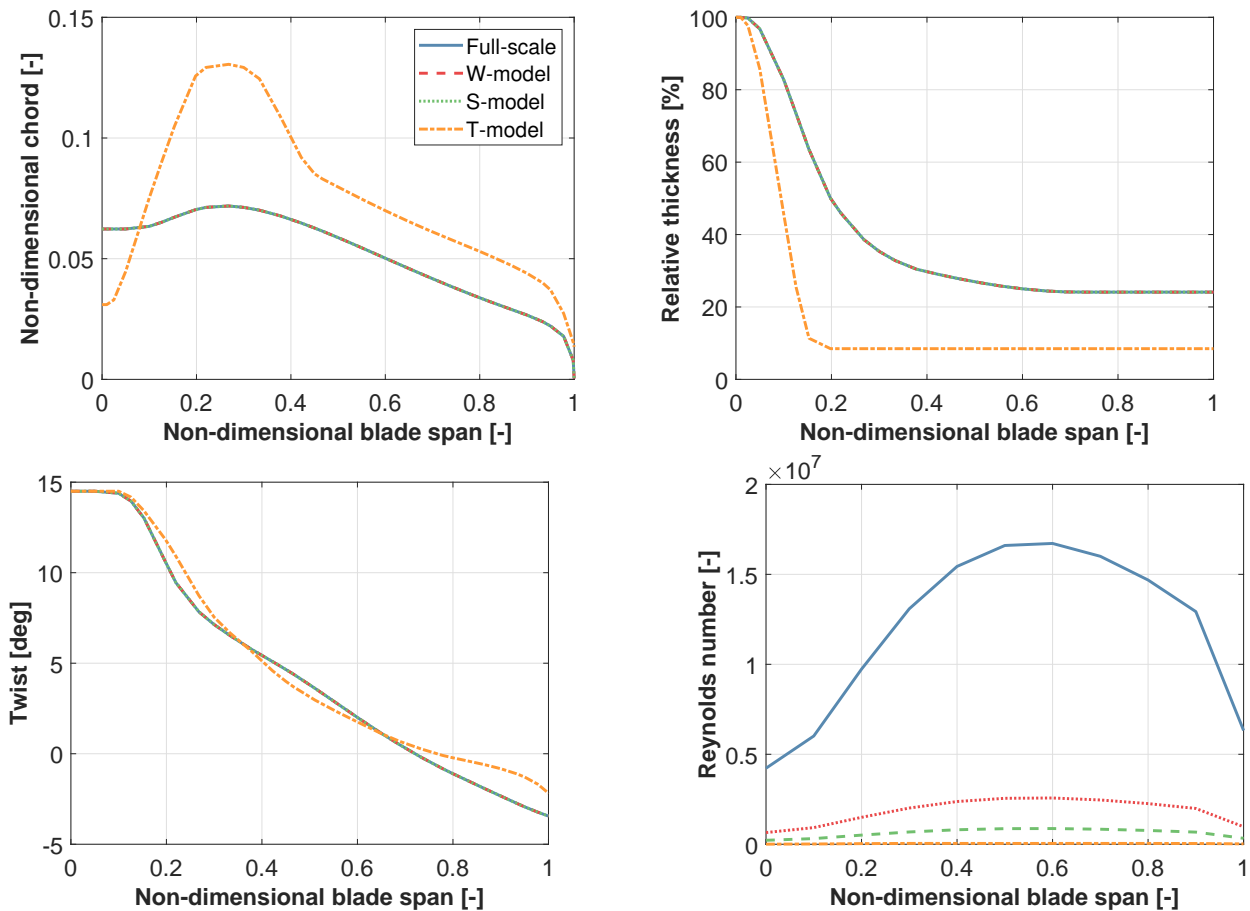 0.15
0.1
0.05
0
Non-dimensional chord [-]
Full-scale
W-model
S-model
T-model
0 0.2 0.4 0.6 0.8 1
Non-dimensional blade span [-]
100
80
60
40
20
0
Relative thickness [%]
0 0.2 0.4 0.6 0.8 1
Non-dimensional blade span [-]
15
10
5
0
-5
Twist [deg]
0 0.2 0.4 0.6 0.8 1
Non-dimensional blade span [-]
×10⁷
2
1.5
1
0.5
0
Reynolds number [-]
0 0.2 0.4 0.6 0.8 1
Non-dimensional blade span [-]